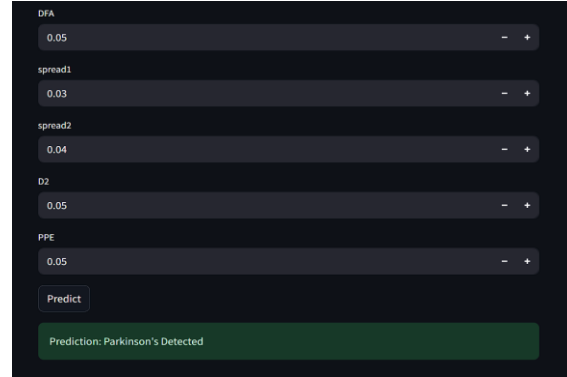 DFA
0.05 − +
spread1
0.03 − +
spread2
0.04 − +
D2
0.05 − +
PPE
0.05 − +
Predict
Prediction: Parkinson's Detected